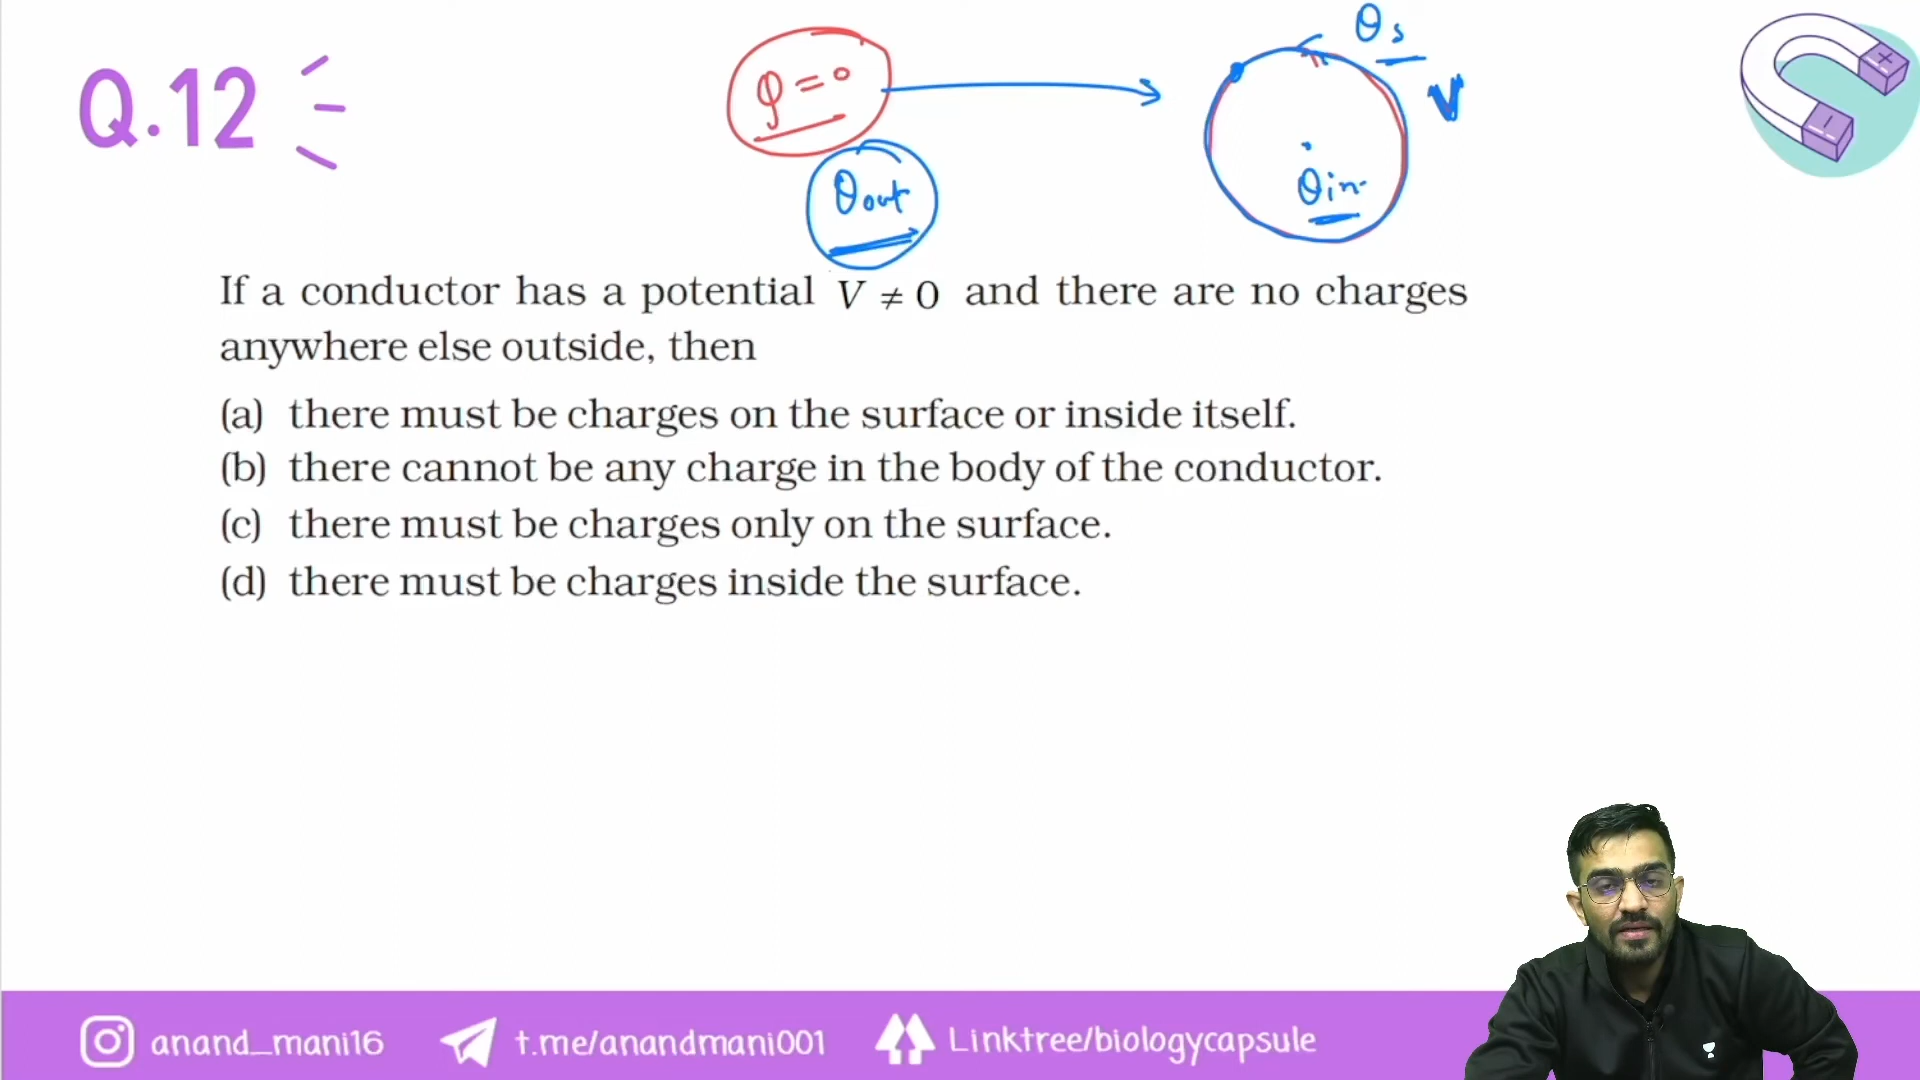 Q.12
φ = 0
θs
V
θin
θout
If a conductor has a potential V ≠ 0 and there are no charges
anywhere else outside, then
(a) there must be charges on the surface or inside itself.
(b) there cannot be any charge in the body of the conductor.
(c) there must be charges only on the surface.
(d) there must be charges inside the surface.
anand_mani16 t.me/anandmani001 Linktree/biologycapsule